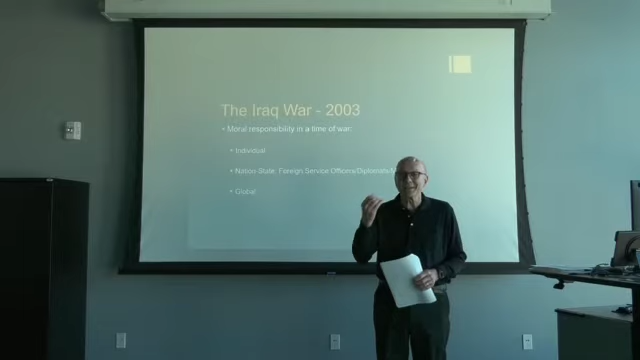 The Iraq War - 2003
• Moral responsibility in a time of war:
• Individual
• Nation State: Foreign Service Officers/Diplomats/
• Global